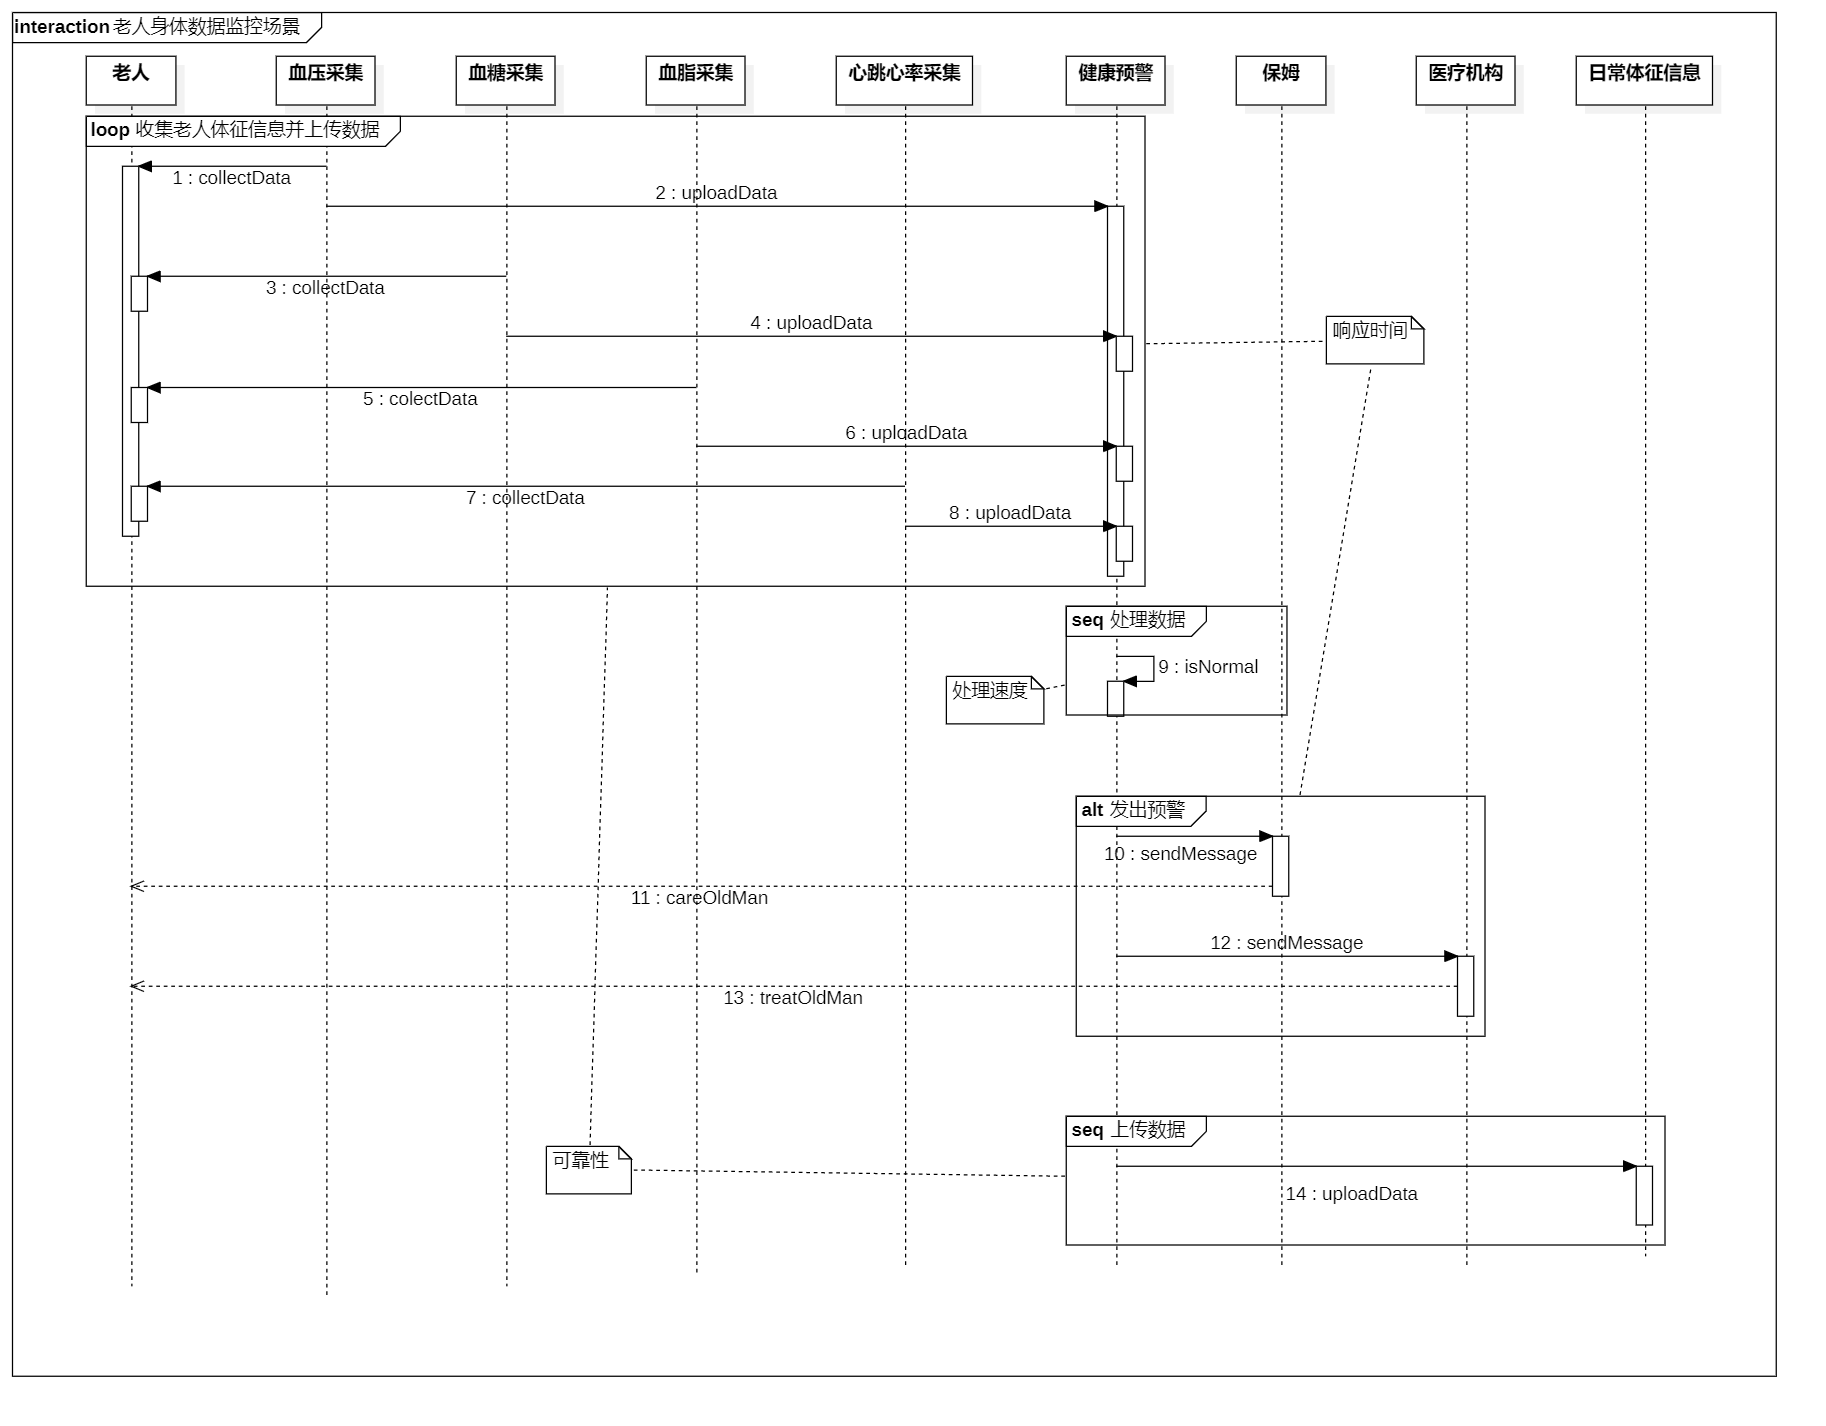 interaction 老人身体数据监控场景
老人
血压采集
血糖采集
血脂采集
心跳心率采集
健康预警
保姆
医疗机构
日常体征信息
loop 收集老人体征信息并上传数据
1 : collectData
2 : uploadData
3 : collectData
4 : uploadData
响应时间
5 : colectData
6 : uploadData
7 : collectData
8 : uploadData
seq 处理数据
9 : isNormal
处理速度
alt 发出预警
10 : sendMessage
11 : careOldMan
12 : sendMessage
13 : treatOldMan
seq 上传数据
可靠性
14 : uploadData